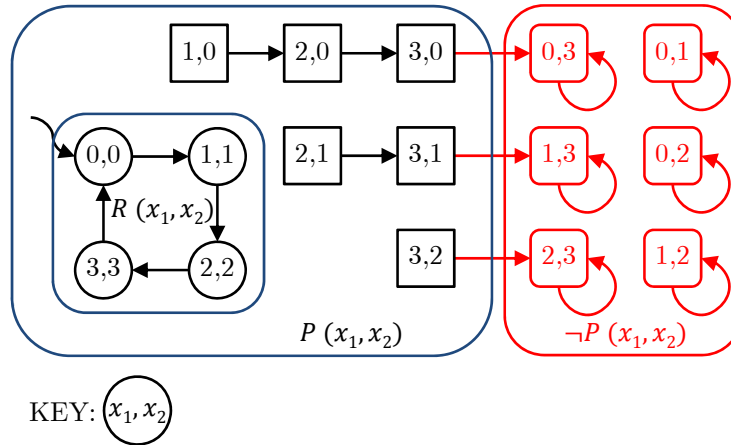 1,0 2,0 3,0 0,3 0,1
0,0 1,1 2,1 3,1 1,3 0,2
R (x₁, x₂)
3,3 2,2 3,2 2,3 1,2
P (x₁, x₂) ¬P (x₁, x₂)
KEY: x₁, x₂